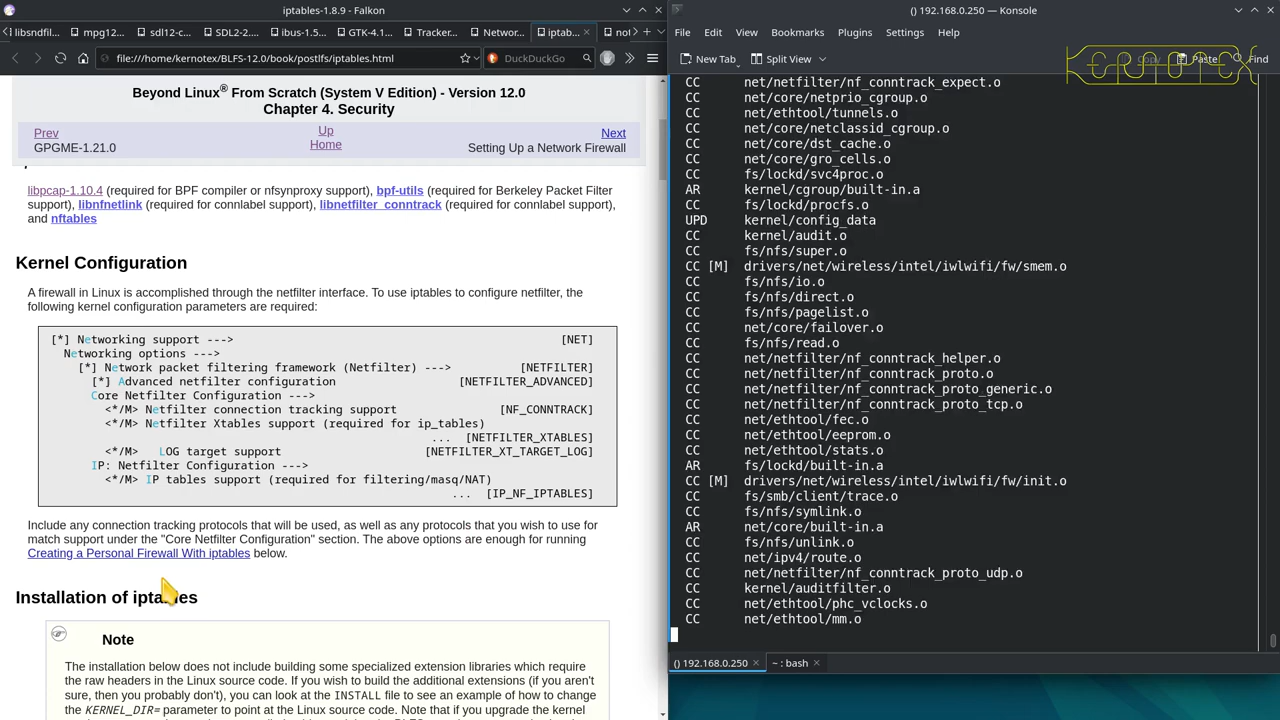 iptables-1.8.9 - Falkon
libsndfil...
mpg12...
sdl12-c...
SDL2-2...
ibus-1.5...
GTK-4.1...
Tracker...
Networ...
iptab...
file:///home/kernotex/BLFS-12.0/book/postlfs/iptables.html
DuckDuckGo
Beyond Linux® From Scratch (System V Edition) - Version 12.0
Chapter 4. Security
Prev
Up
Next
GPGME-1.21.0
Home
Setting Up a Network Firewall
libpcap-1.10.4 (required for BPF compiler or nfsynproxy support), bpf-utils (required for Berkeley Packet Filter
support), libnfnetlink (required for connlabel support), libnetfilter_conntrack (required for connlabel support),
and nftables
Kernel Configuration
A firewall in Linux is accomplished through the netfilter interface. To use iptables to configure netfilter, the
following kernel configuration parameters are required:
[*] Networking support ---> [NET]
Networking options --->
[*] Network packet filtering framework (Netfilter) ---> [NETFILTER]
[*] Advanced netfilter configuration [NETFILTER_ADVANCED]
Core Netfilter Configuration --->
<*/M> Netfilter connection tracking support [NF_CONNTRACK]
<*/M> Netfilter Xtables support (required for ip_tables)
... [NETFILTER_XTABLES]
<*/M> LOG target support [NETFILTER_XT_TARGET_LOG]
IP: Netfilter Configuration --->
<*/M> IP tables support (required for filtering/masq/NAT)
... [IP_NF_IPTABLES]
Include any connection tracking protocols that will be used, as well as any protocols that you wish to use for
match support under the "Core Netfilter Configuration" section. The above options are enough for running
Creating a Personal Firewall With iptables below.
Installation of iptables
Note
The installation below does not include building some specialized extension libraries which require
the raw headers in the Linux source code. If you wish to build the additional extensions (if you aren't
sure, then you probably don't), you can look at the INSTALL file to see an example of how to change
the KERNEL_DIR= parameter to point at the Linux source code. Note that if you upgrade the kernel
() 192.168.0.250 — Konsole
File Edit View Bookmarks Plugins Settings Help
New Tab Split View Copy Paste Find
KERNOTEX
CC net/netfilter/nf_conntrack_expect.o
CC net/core/netprio_cgroup.o
CC net/ethtool/tunnels.o
CC net/core/netclassid_cgroup.o
CC net/core/dst_cache.o
CC net/core/gro_cells.o
CC fs/lockd/svc4proc.o
AR kernel/cgroup/built-in.a
CC fs/lockd/procfs.o
UPD kernel/config_data
CC kernel/audit.o
CC fs/nfs/super.o
CC [M] drivers/net/wireless/intel/iwlwifi/fw/smem.o
CC fs/nfs/io.o
CC fs/nfs/direct.o
CC fs/nfs/pagelist.o
CC net/core/failover.o
CC fs/nfs/read.o
CC net/netfilter/nf_conntrack_helper.o
CC net/netfilter/nf_conntrack_proto.o
CC net/netfilter/nf_conntrack_proto_generic.o
CC net/netfilter/nf_conntrack_proto_tcp.o
CC net/ethtool/fec.o
CC net/ethtool/eeprom.o
CC net/ethtool/stats.o
AR fs/lockd/built-in.a
CC [M] drivers/net/wireless/intel/iwlwifi/fw/init.o
CC fs/smb/client/trace.o
CC fs/nfs/symlink.o
AR net/core/built-in.a
CC fs/nfs/unlink.o
CC net/ipv4/route.o
CC net/netfilter/nf_conntrack_proto_udp.o
CC kernel/auditfilter.o
CC net/ethtool/phc_vclocks.o
CC net/ethtool/mm.o
() 192.168.0.250
~ : bash